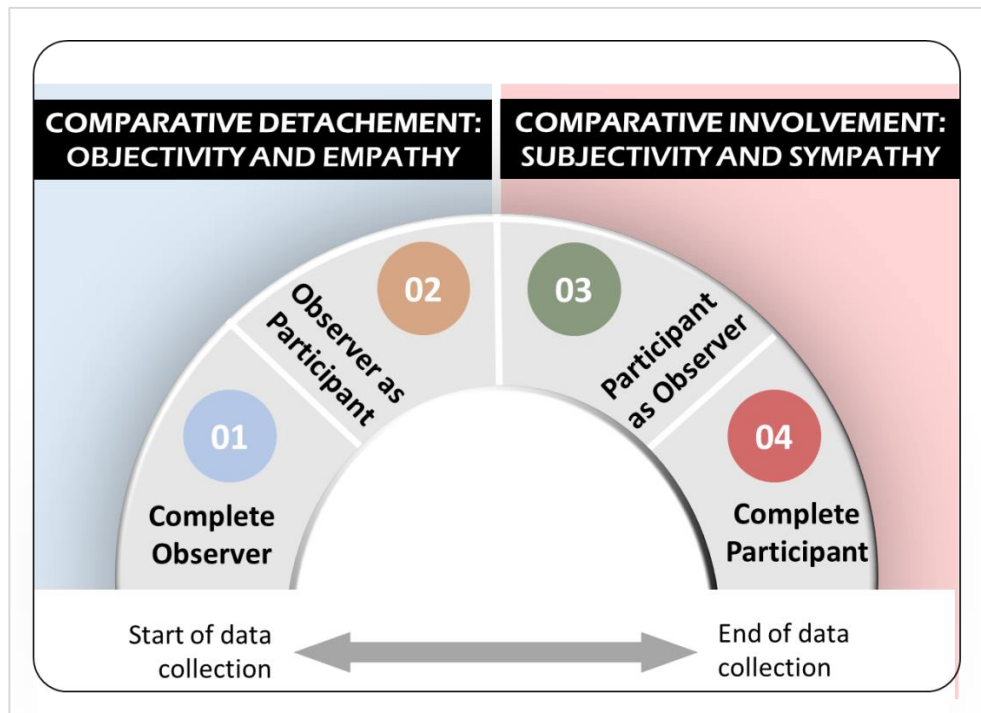 COMPARATIVE DETACHEMENT:
OBJECTIVITY AND EMPATHY
COMPARATIVE INVOLVEMENT:
SUBJECTIVITY AND SYMPATHY
01
Complete
Observer
02
Observer as
Participant
03
Participant
as Observer
04
Complete
Participant
Start of data
collection
End of data
collection